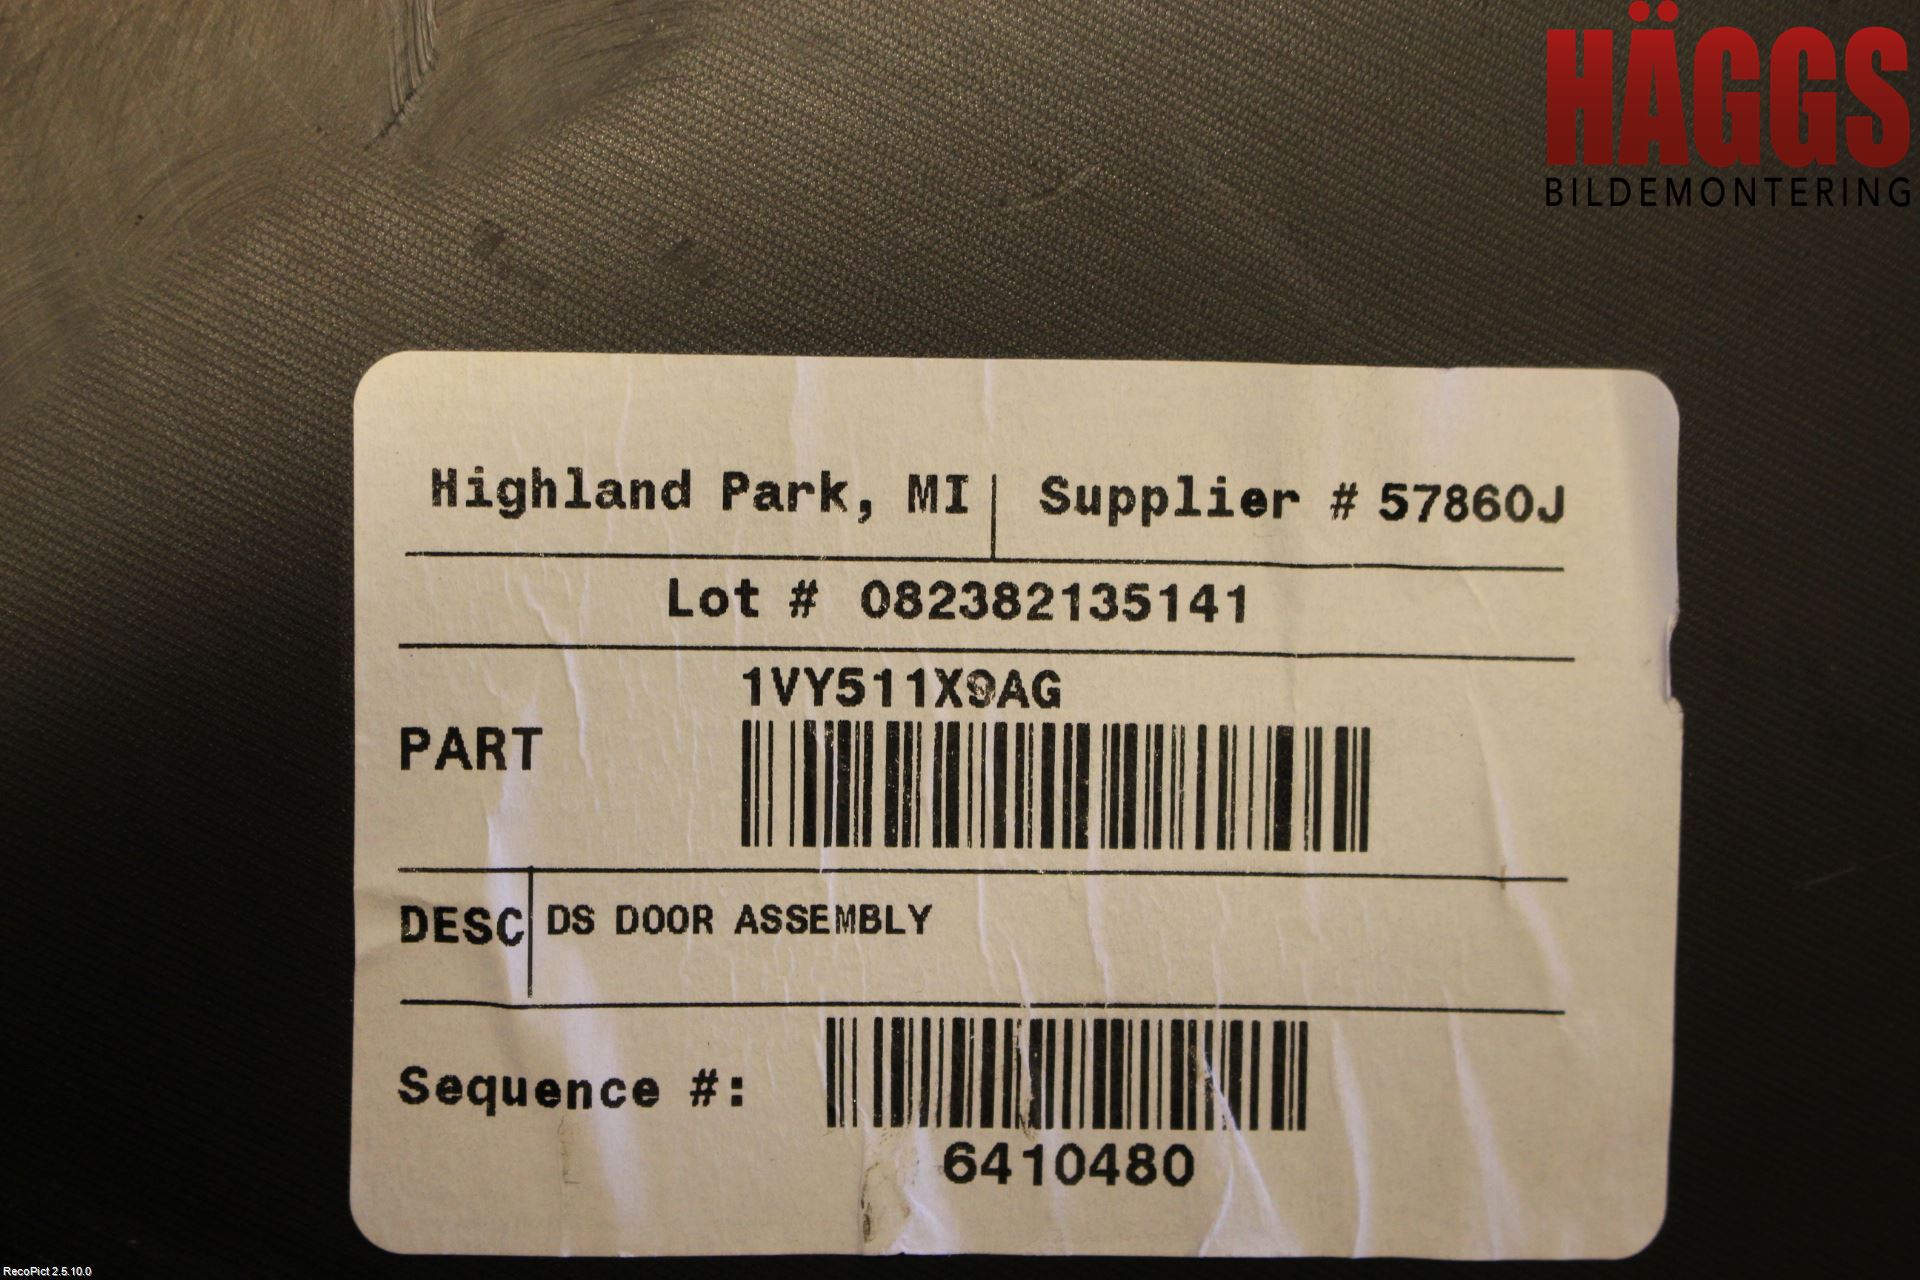 HÄGGS
BILDEMONTERING
Highland Park, MI Supplier # 57860J
Lot # 082382135141
1VY511X9AG
PART
DESC DS DOOR ASSEMBLY
Sequence #:
6410480
RecoPict 2.5.10.0